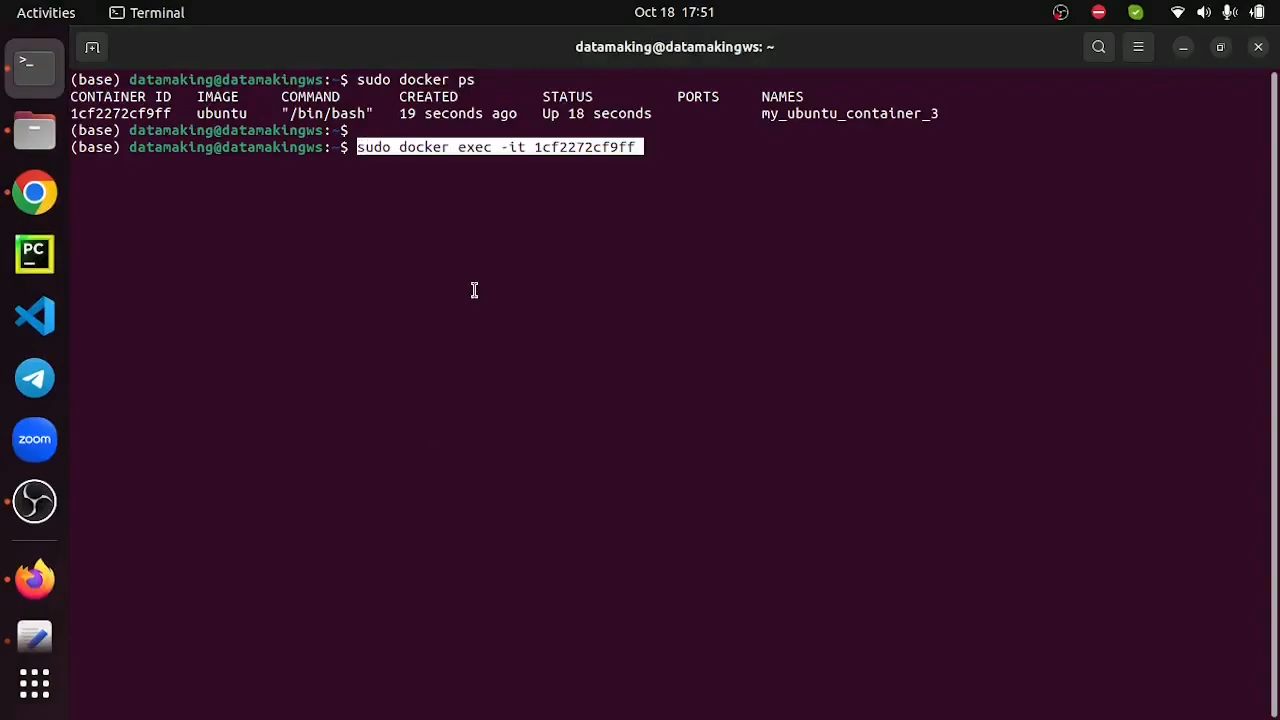 Activities Terminal Oct 18 17:51
datamaking@datamakingws: ~
(base) datamaking@datamakingws:~$ sudo docker ps
CONTAINER ID IMAGE COMMAND CREATED STATUS PORTS NAMES
1cf2272cf9ff ubuntu "/bin/bash" 19 seconds ago Up 18 seconds my_ubuntu_container_3
(base) datamaking@datamakingws:~$
(base) datamaking@datamakingws:~$ sudo docker exec -it 1cf2272cf9ff
PC
zoom